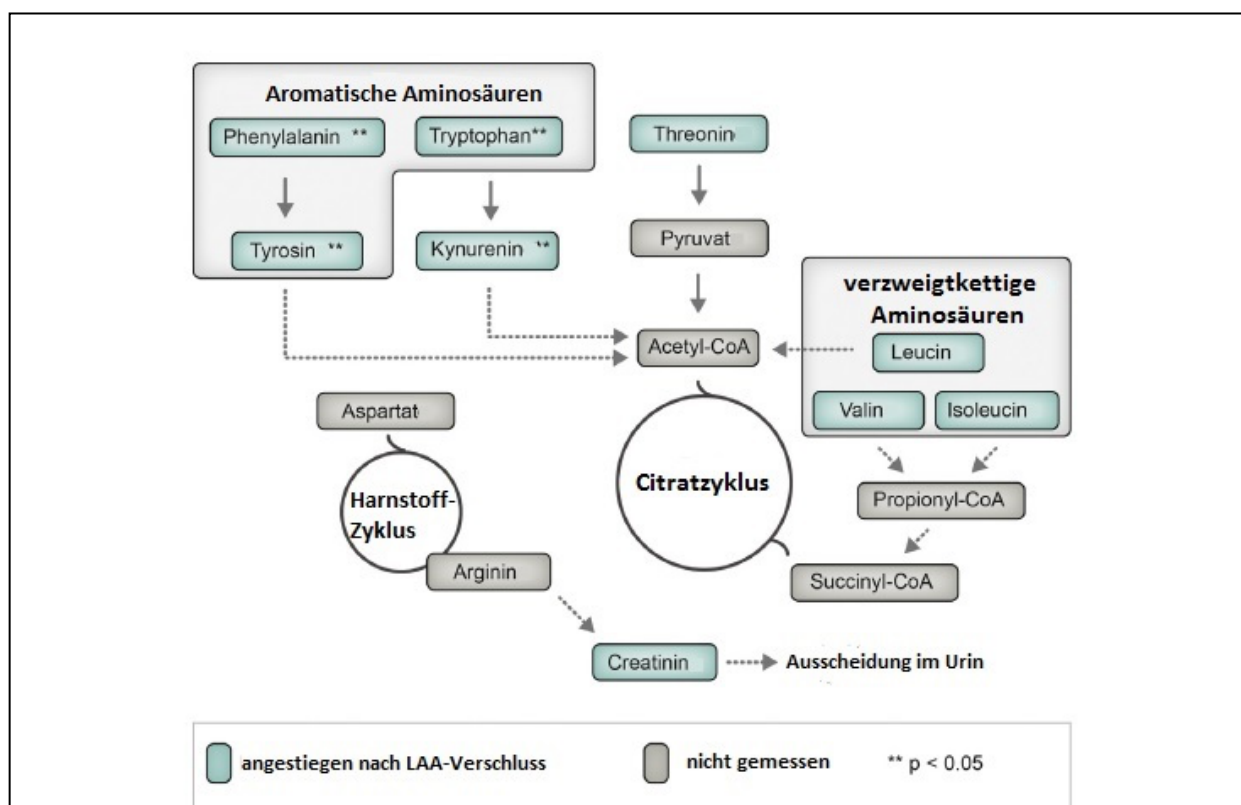 Aromatische Aminosäuren
Phenylalanin **
Tryptophan**
Threonin
Tyrosin **
Kynurenin **
Pyruvat
verzweigtkettige
Aminosäuren
Acetyl-CoA
Leucin
Valin
Isoleucin
Aspartat
Harnstoff-
Zyklus
Citratzyklus
Propionyl-CoA
Arginin
Succinyl-CoA
Creatinin
Ausscheidung im Urin
angestiegen nach LAA-Verschluss
nicht gemessen
** p < 0.05